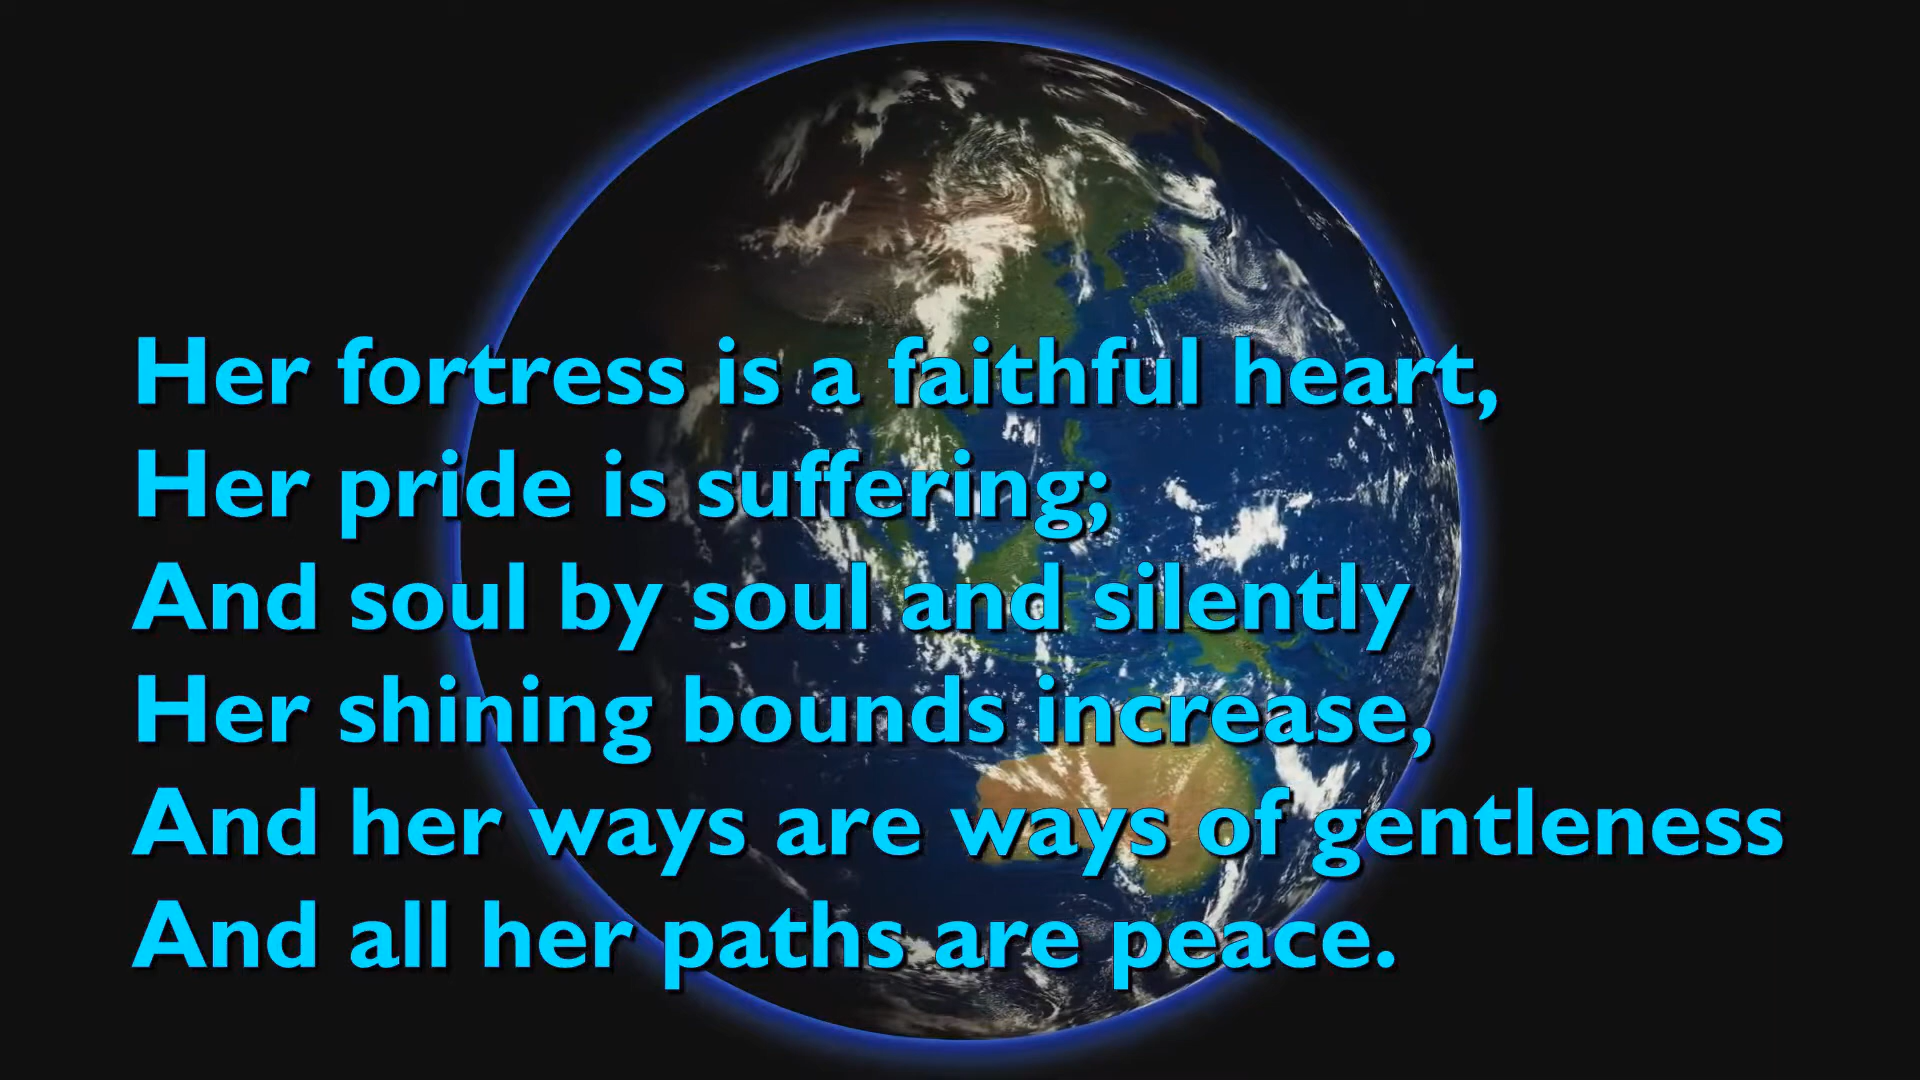 Her fortress is a faithful heart,
Her pride is suffering;
And soul by soul and silently
Her shining bounds increase,
And her ways are ways of gentleness
And all her paths are peace.